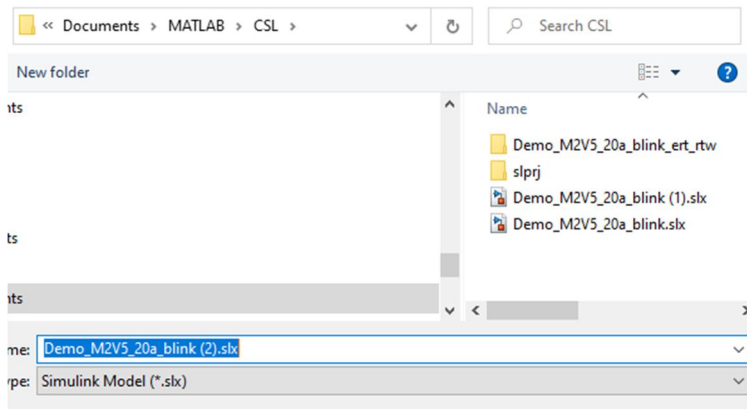 « Documents > MATLAB > CSL >
Search CSL
New folder
nts
Name
Demo_M2V5_20a_blink_ert_rtw
slprj
Demo_M2V5_20a_blink (1).slx
Demo_M2V5_20a_blink.slx
ts
nts
me: Demo_M2V5_20a_blink (2).slx
pe: Simulink Model (*.slx)